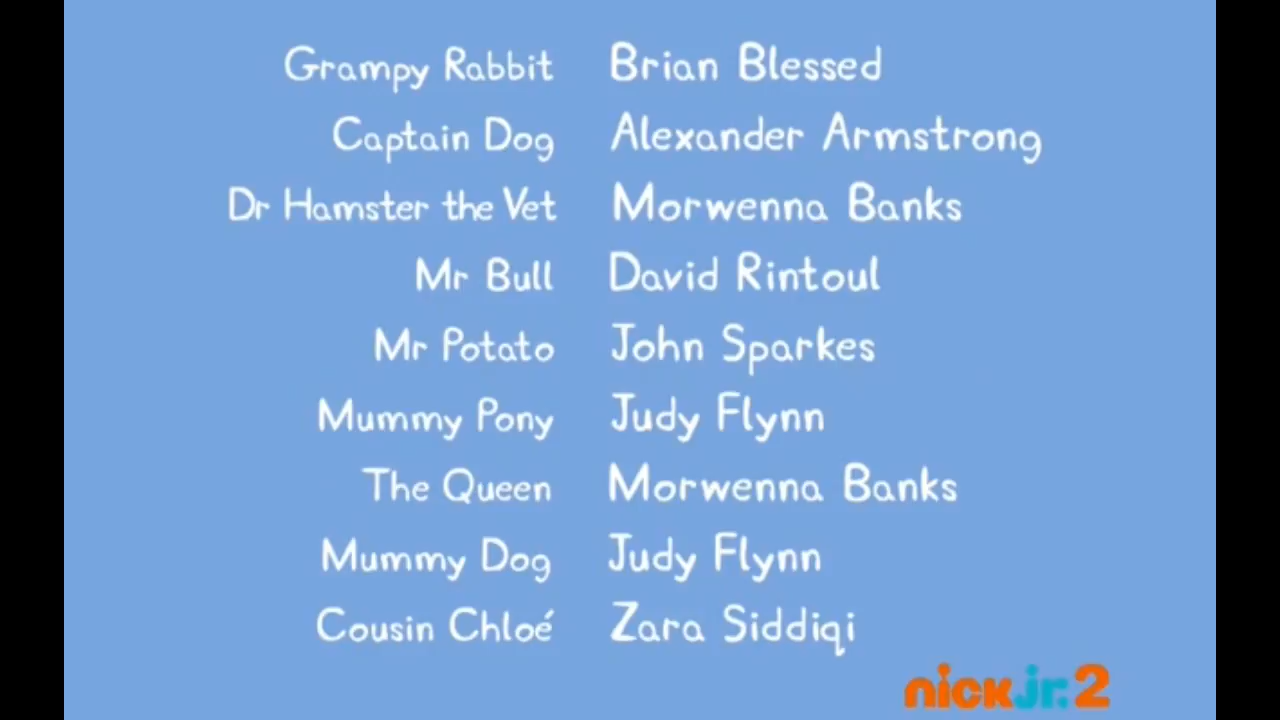 Grampy Rabbit Brian Blessed
Captain Dog Alexander Armstrong
Dr Hamster the Vet Morwenna Banks
Mr Bull David Rintoul
Mr Potato John Sparkes
Mummy Pony Judy Flynn
The Queen Morwenna Banks
Mummy Dog Judy Flynn
Cousin Chloé Zara Siddiqi
nick jr. 2